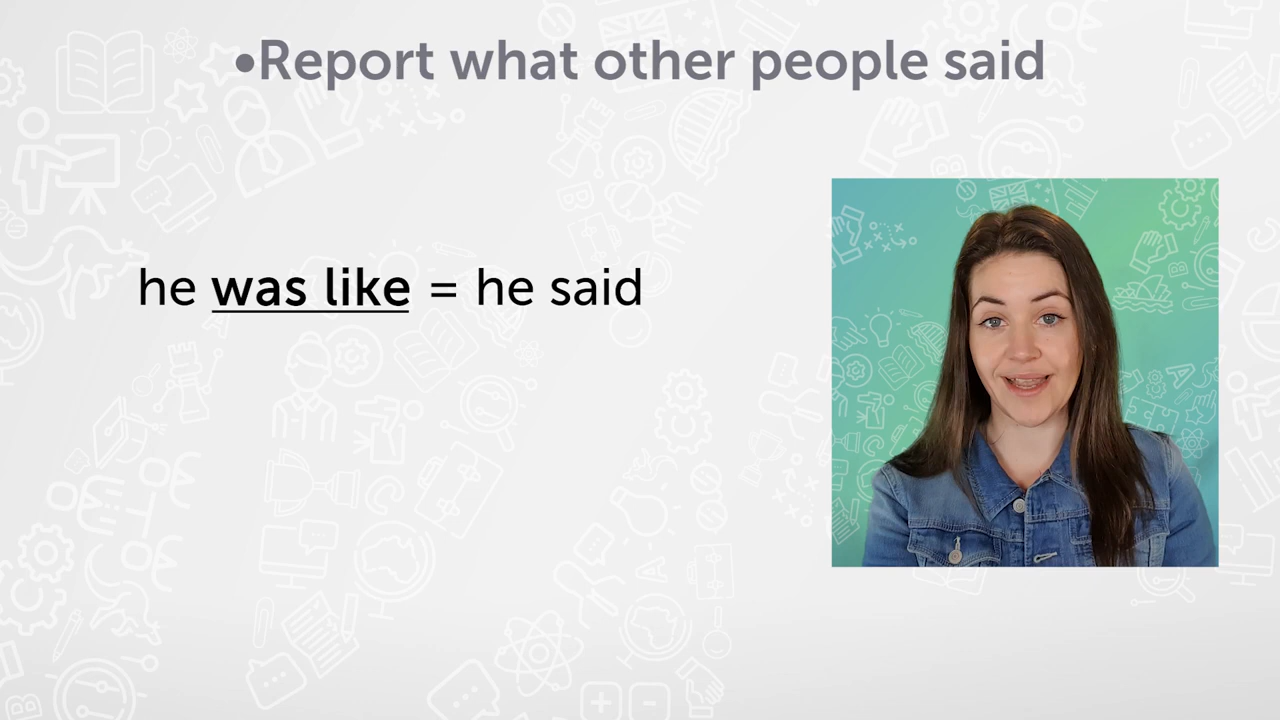 •Report what other people said
he was like = he said